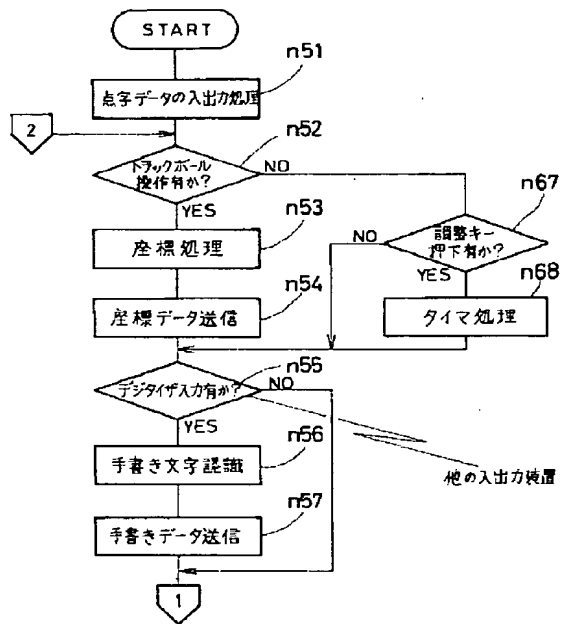 START
n51
点字データの入出力処理
2
n52
トラックボール
操作有か?
NO
YES
n67
調整キー
押下有か?
NO
YES
n53
座標処理
n68
タイマ処理
n54
座標データ送信
n55
デジタイザ入力有か?
NO
YES
n56
手書き文字認識
他の入出力装置
n57
手書きデータ送信
1